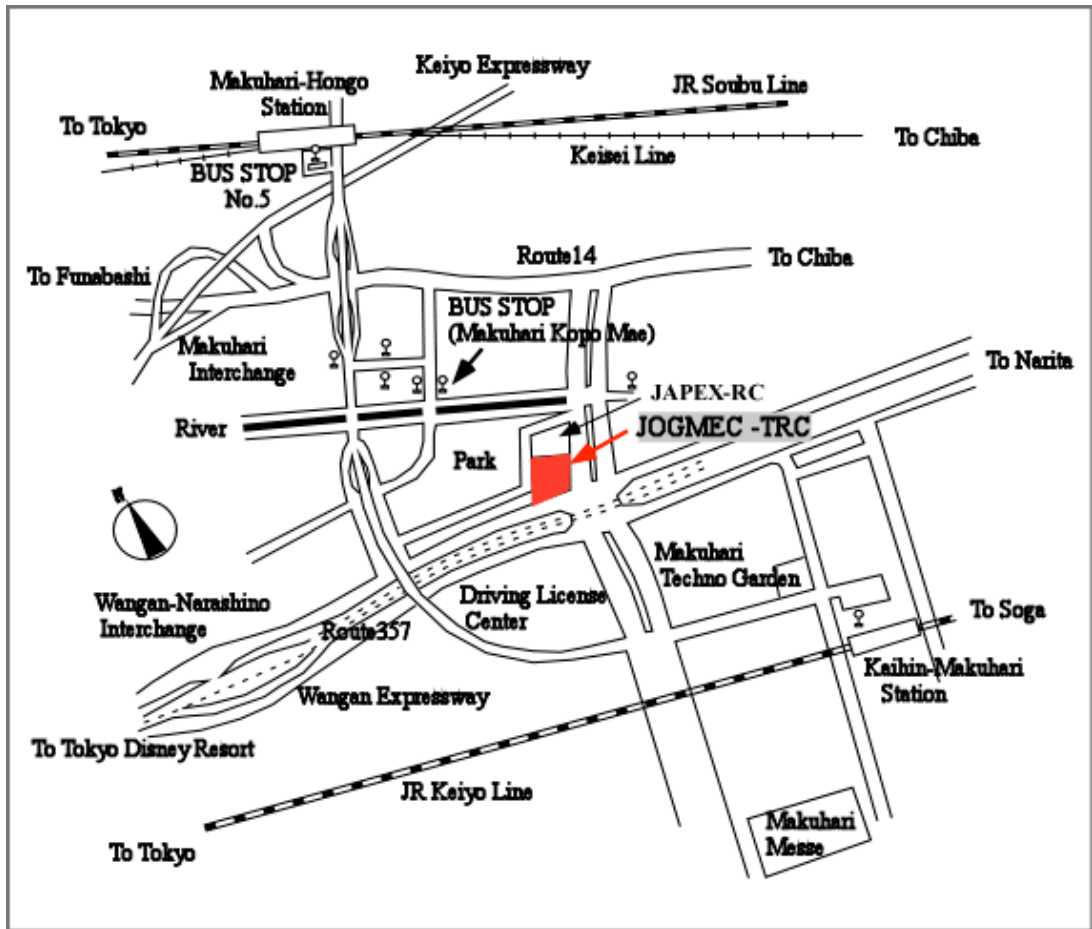 Keiyo Expressway
Makuhari-Hongo
Station
JR Soubu Line
To Tokyo
To Chiba
Keisei Line
BUS STOP
No.5
Route14
To Chiba
To Funabashi
BUS STOP
(Makuhari Kopo Mae)
Makuhari
Interchange
To Narita
JAPEX-RC
River
JOGMEC -TRC
Park
Makuhari
Techno Garden
Driving License
Center
Wangan-Narashino
Interchange
To Soga
Route357
Kaihin-Makuhari
Station
Wangan Expressway
To Tokyo Disney Resort
JR Keiyo Line
Makuhari
Messe
To Tokyo